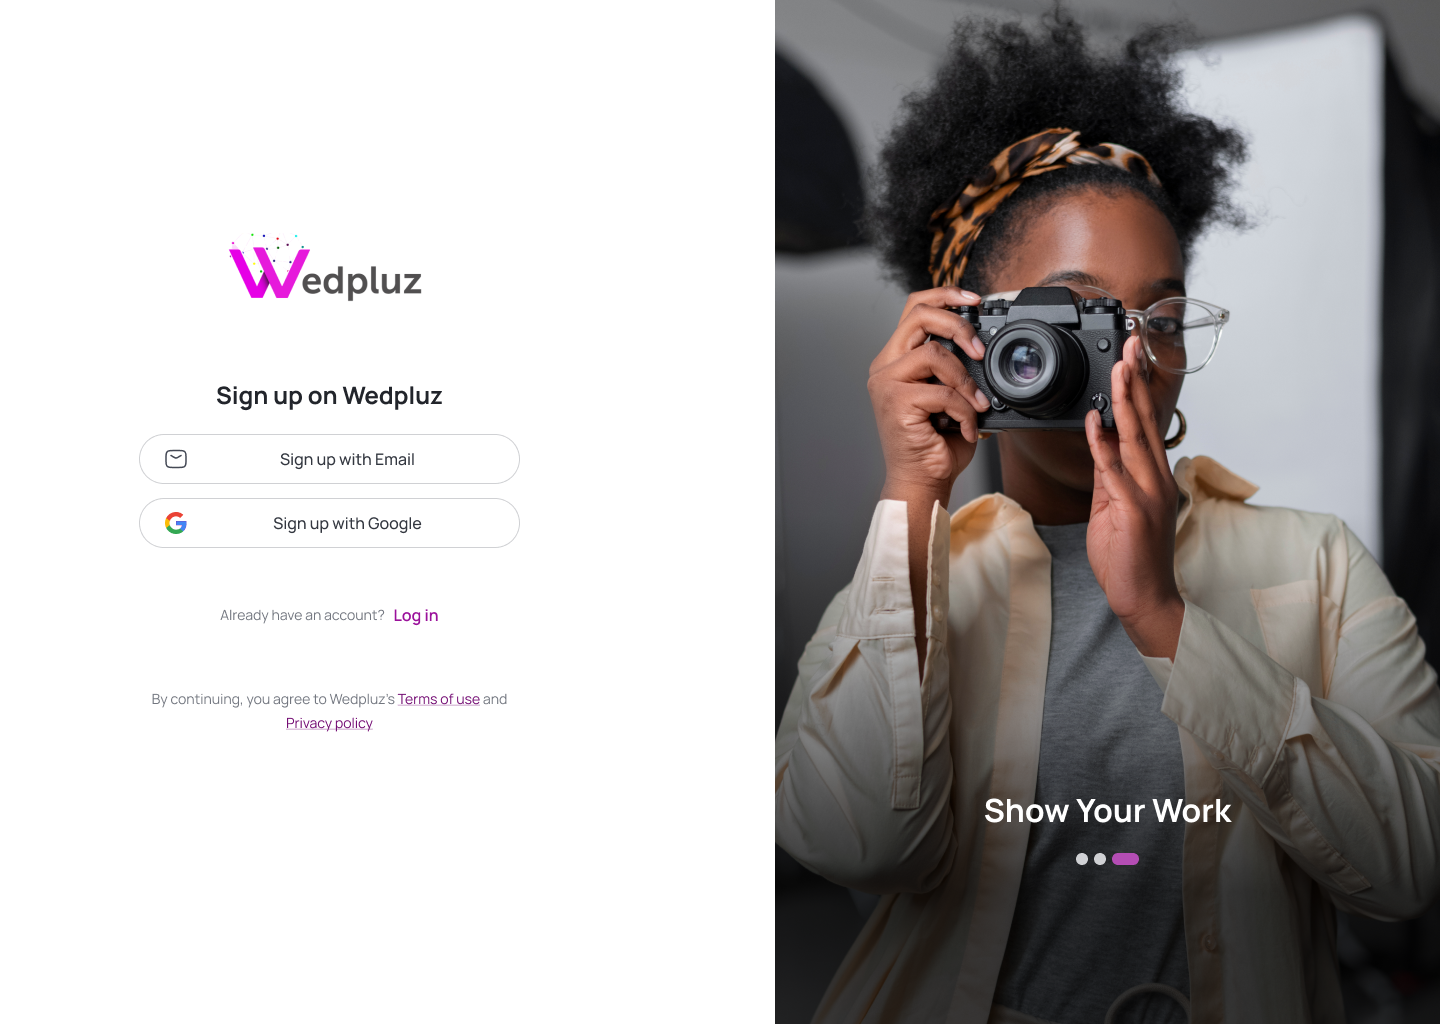 Wedpluz
Sign up on Wedpluz
Sign up with Email
Sign up with Google
Already have an account? Log in
By continuing, you agree to Wedpluz's Terms of use and
Privacy policy
Show Your Work